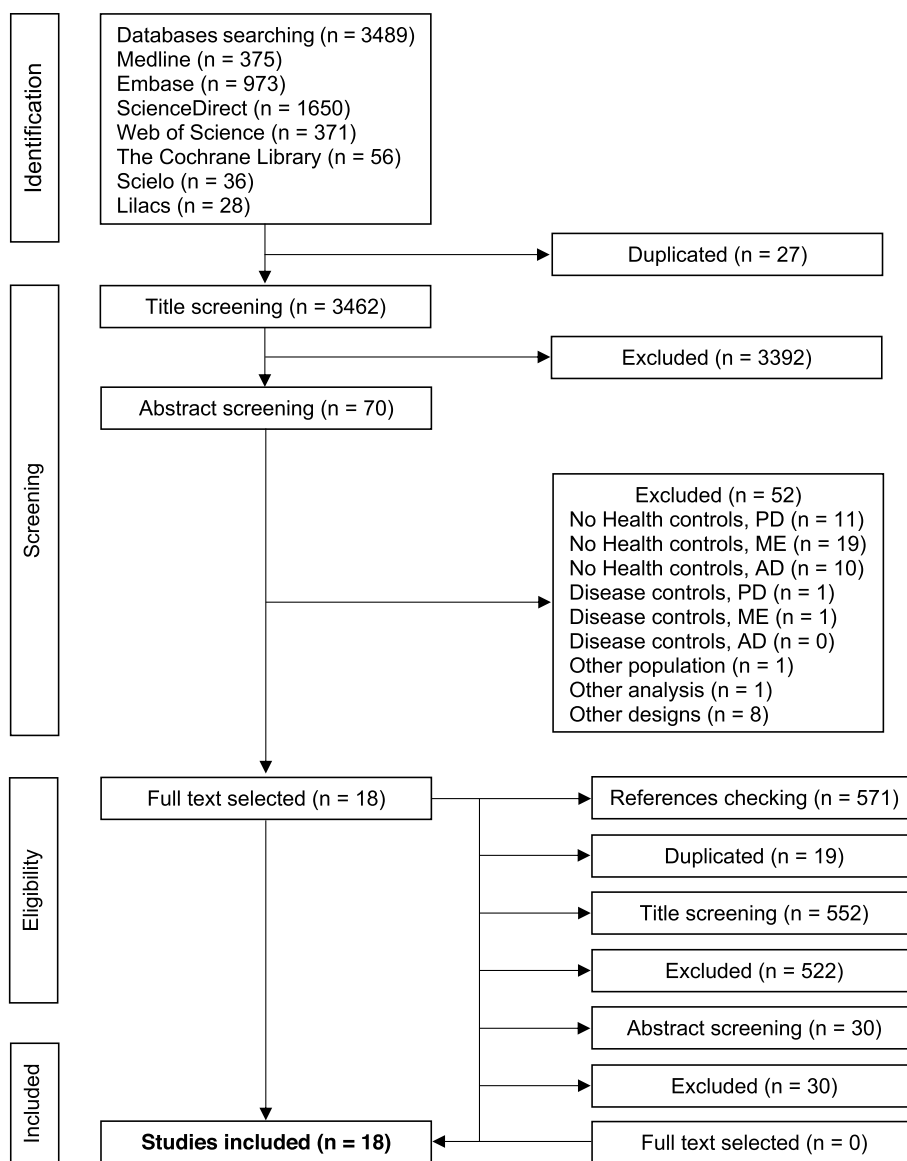 Identification
Databases searching (n = 3489)
Medline (n = 375)
Embase (n = 973)
ScienceDirect (n = 1650)
Web of Science (n = 371)
The Cochrane Library (n = 56)
Scielo (n = 36)
Lilacs (n = 28)
Duplicated (n = 27)
Screening
Title screening (n = 3462)
Excluded (n = 3392)
Abstract screening (n = 70)
Excluded (n = 52)
No Health controls, PD (n = 11)
No Health controls, ME (n = 19)
No Health controls, AD (n = 10)
Disease controls, PD (n = 1)
Disease controls, ME (n = 1)
Disease controls, AD (n = 0)
Other population (n = 1)
Other analysis (n = 1)
Other designs (n = 8)
Eligibility
Full text selected (n = 18)
References checking (n = 571)
Duplicated (n = 19)
Title screening (n = 552)
Excluded (n = 522)
Abstract screening (n = 30)
Excluded (n = 30)
Included
Studies included (n = 18)
Full text selected (n = 0)